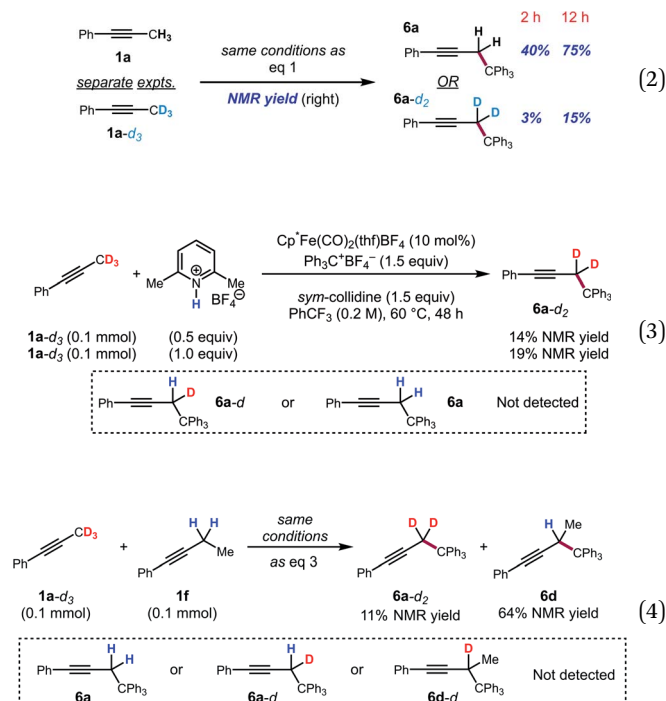 Ph
CH3
1a
separate expts.
Ph
CD3
1a-d3
same conditions as
eq 1
NMR yield (right)
6a
2 h 12 h
H
H
Ph
CPh3
40% 75%
OR
6a-d2
D
D
Ph
CPh3
3% 15%
(2)
CD3
Ph
+
Me
N
+
H
Me
BF4−
Cp*Fe(CO)2(thf)BF4 (10 mol%)
Ph3C+BF4− (1.5 equiv)
sym-collidine (1.5 equiv)
PhCF3 (0.2 M), 60 °C, 48 h
D
D
Ph
CPh3
6a-d2
(3)
1a-d3 (0.1 mmol) (0.5 equiv) 14% NMR yield
1a-d3 (0.1 mmol) (1.0 equiv) 19% NMR yield
H
D
Ph
CPh3
6a-d
or
H
H
Ph
CPh3
6a
Not detected
CD3
Ph
+
H H
Me
Ph
same
conditions
as eq 3
D D
Ph
CPh3
+
H Me
Ph
CPh3
1a-d3 1f 6a-d2 6d
(0.1 mmol) (0.1 mmol) 11% NMR yield 64% NMR yield
(4)
H
H
Ph
CPh3
6a
or
H
D
Ph
CPh3
6a-d
or
D
Me
Ph
CPh3
6d-d
Not detected